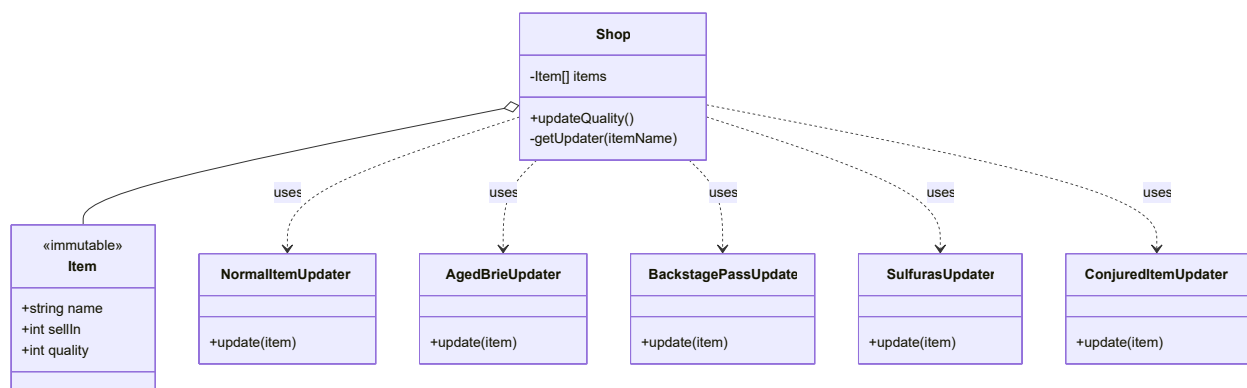 Shop
-Item[] items
+updateQuality()
-getUpdater(itemName)
uses
uses
uses
uses
uses
«immutable»
Item
+string name
+int sellIn
+int quality
NormalItemUpdater
+update(item)
AgedBrieUpdater
+update(item)
BackstagePassUpdate
+update(item)
SulfurasUpdater
+update(item)
ConjuredItemUpdater
+update(item)